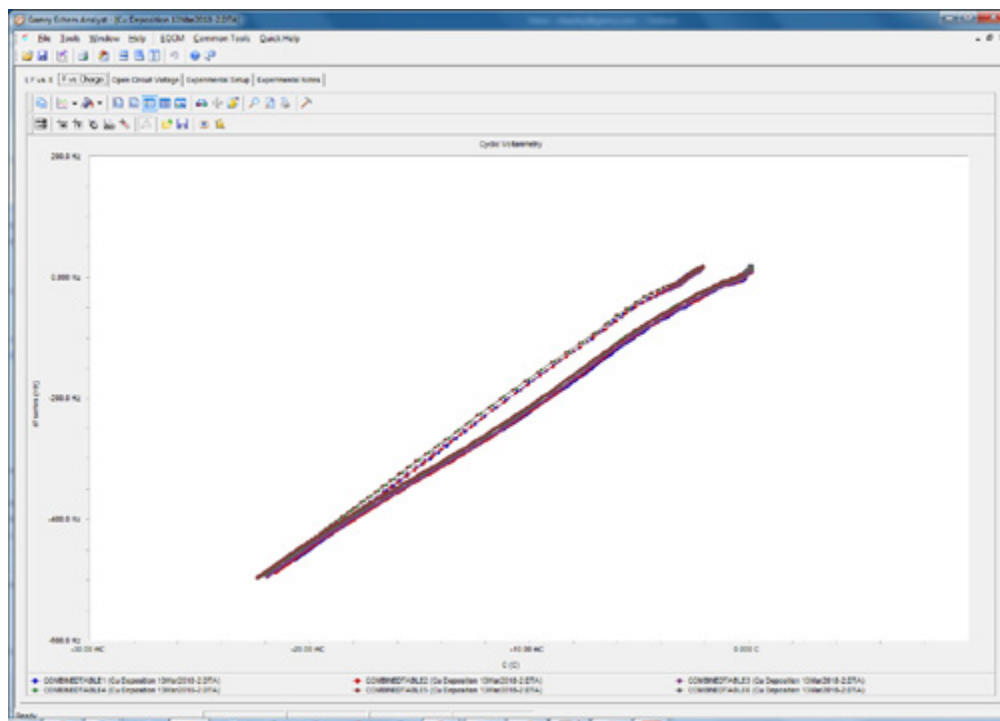 Gamry Echem Analyst - [Cu Deposition 13Mar2018-2.DTA]
File Tools Window Help EQCM Common Tools Quick Help
F vs. Charge Open Circuit Voltage Experimental Setup Experimental Notes
Cyclic Voltammetry
200.0 Hz
0.000 Hz
-200.0 Hz
-400.0 Hz
-600.0 Hz
-20.00 mC -10.00 mC 0.000 C
C (C)
COMBINEDTABLE1 (Cu Deposition 13Mar2018-2.DTA) COMBINEDTABLE2 (Cu Deposition 13Mar2018-2.DTA) COMBINEDTABLE3 (Cu Deposition 13Mar2018-2.DTA)
COMBINEDTABLE4 (Cu Deposition 13Mar2018-2.DTA) COMBINEDTABLE5 (Cu Deposition 13Mar2018-2.DTA) COMBINEDTABLE6 (Cu Deposition 13Mar2018-2.DTA)
Ready